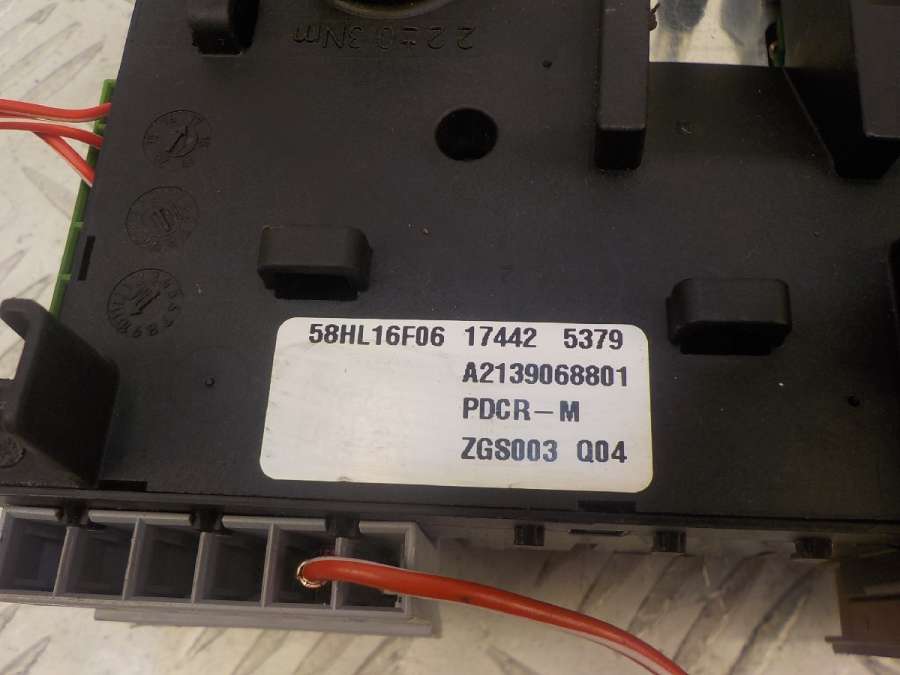 2.2±0.3Nm
58HL16F06 17442 5379
A2139068801
PDCR-M
ZGS003 Q04